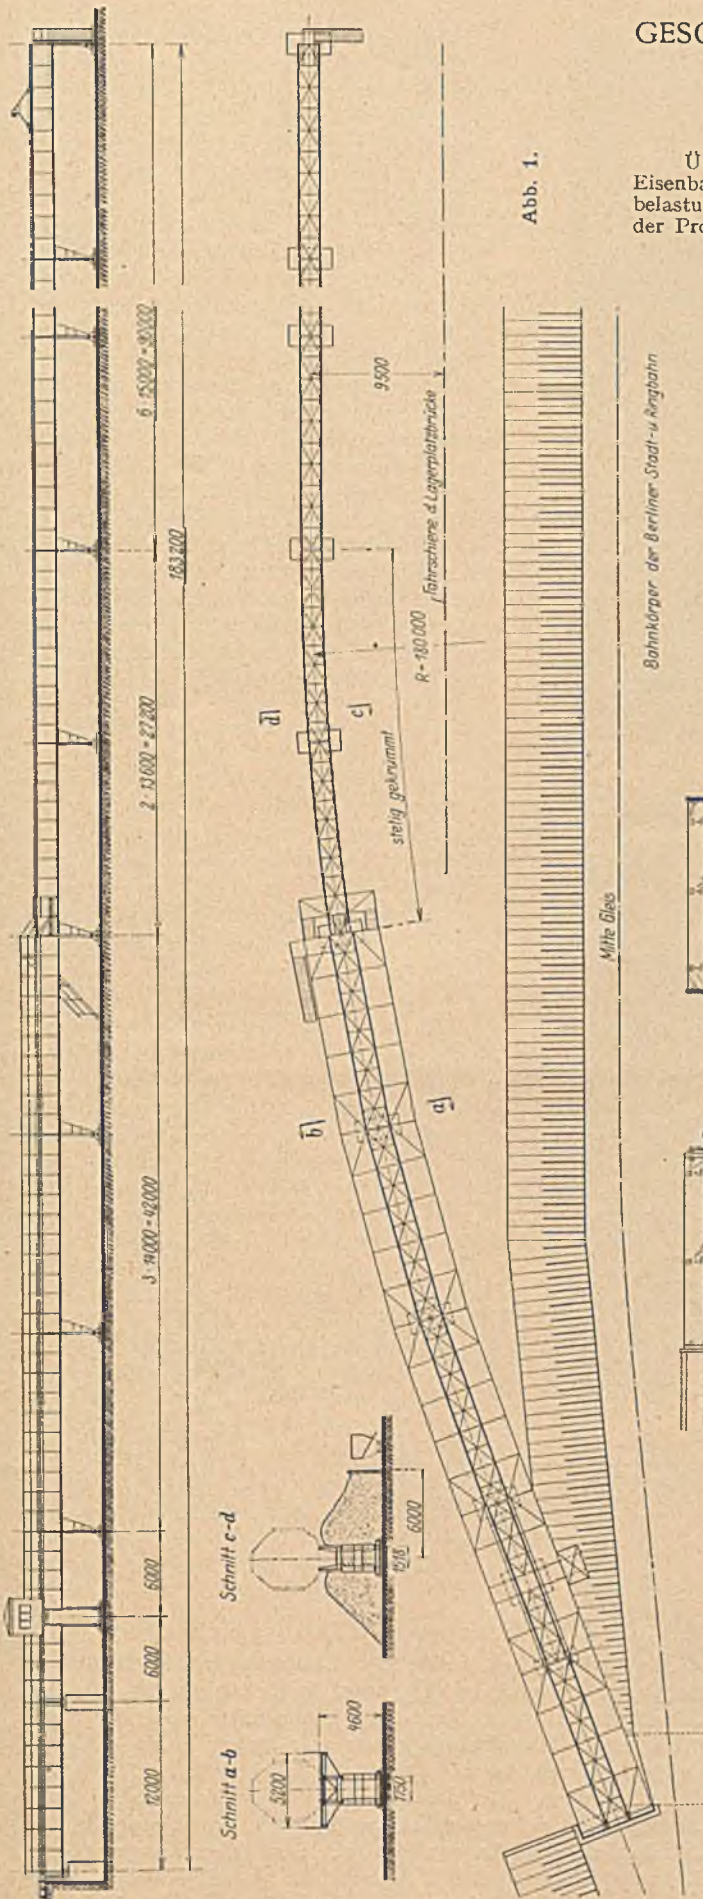 GESC
Ü
Eisenba
belastu
der Pro
Abb. 1.
6·15000=90000
183200
2·13600=27200
3·14000=42000
6000
6000
12000
9500
Fahrschiene d. Lagerplatzbrücke
R=180000
stetig gekrümmt
d
c
b
a
Bahnkörper der Berliner Stadt- u. Ringbahn
Mitte Gleis
Schnitt c-d
6000
1518
Schnitt a-b
4600
5200
1750